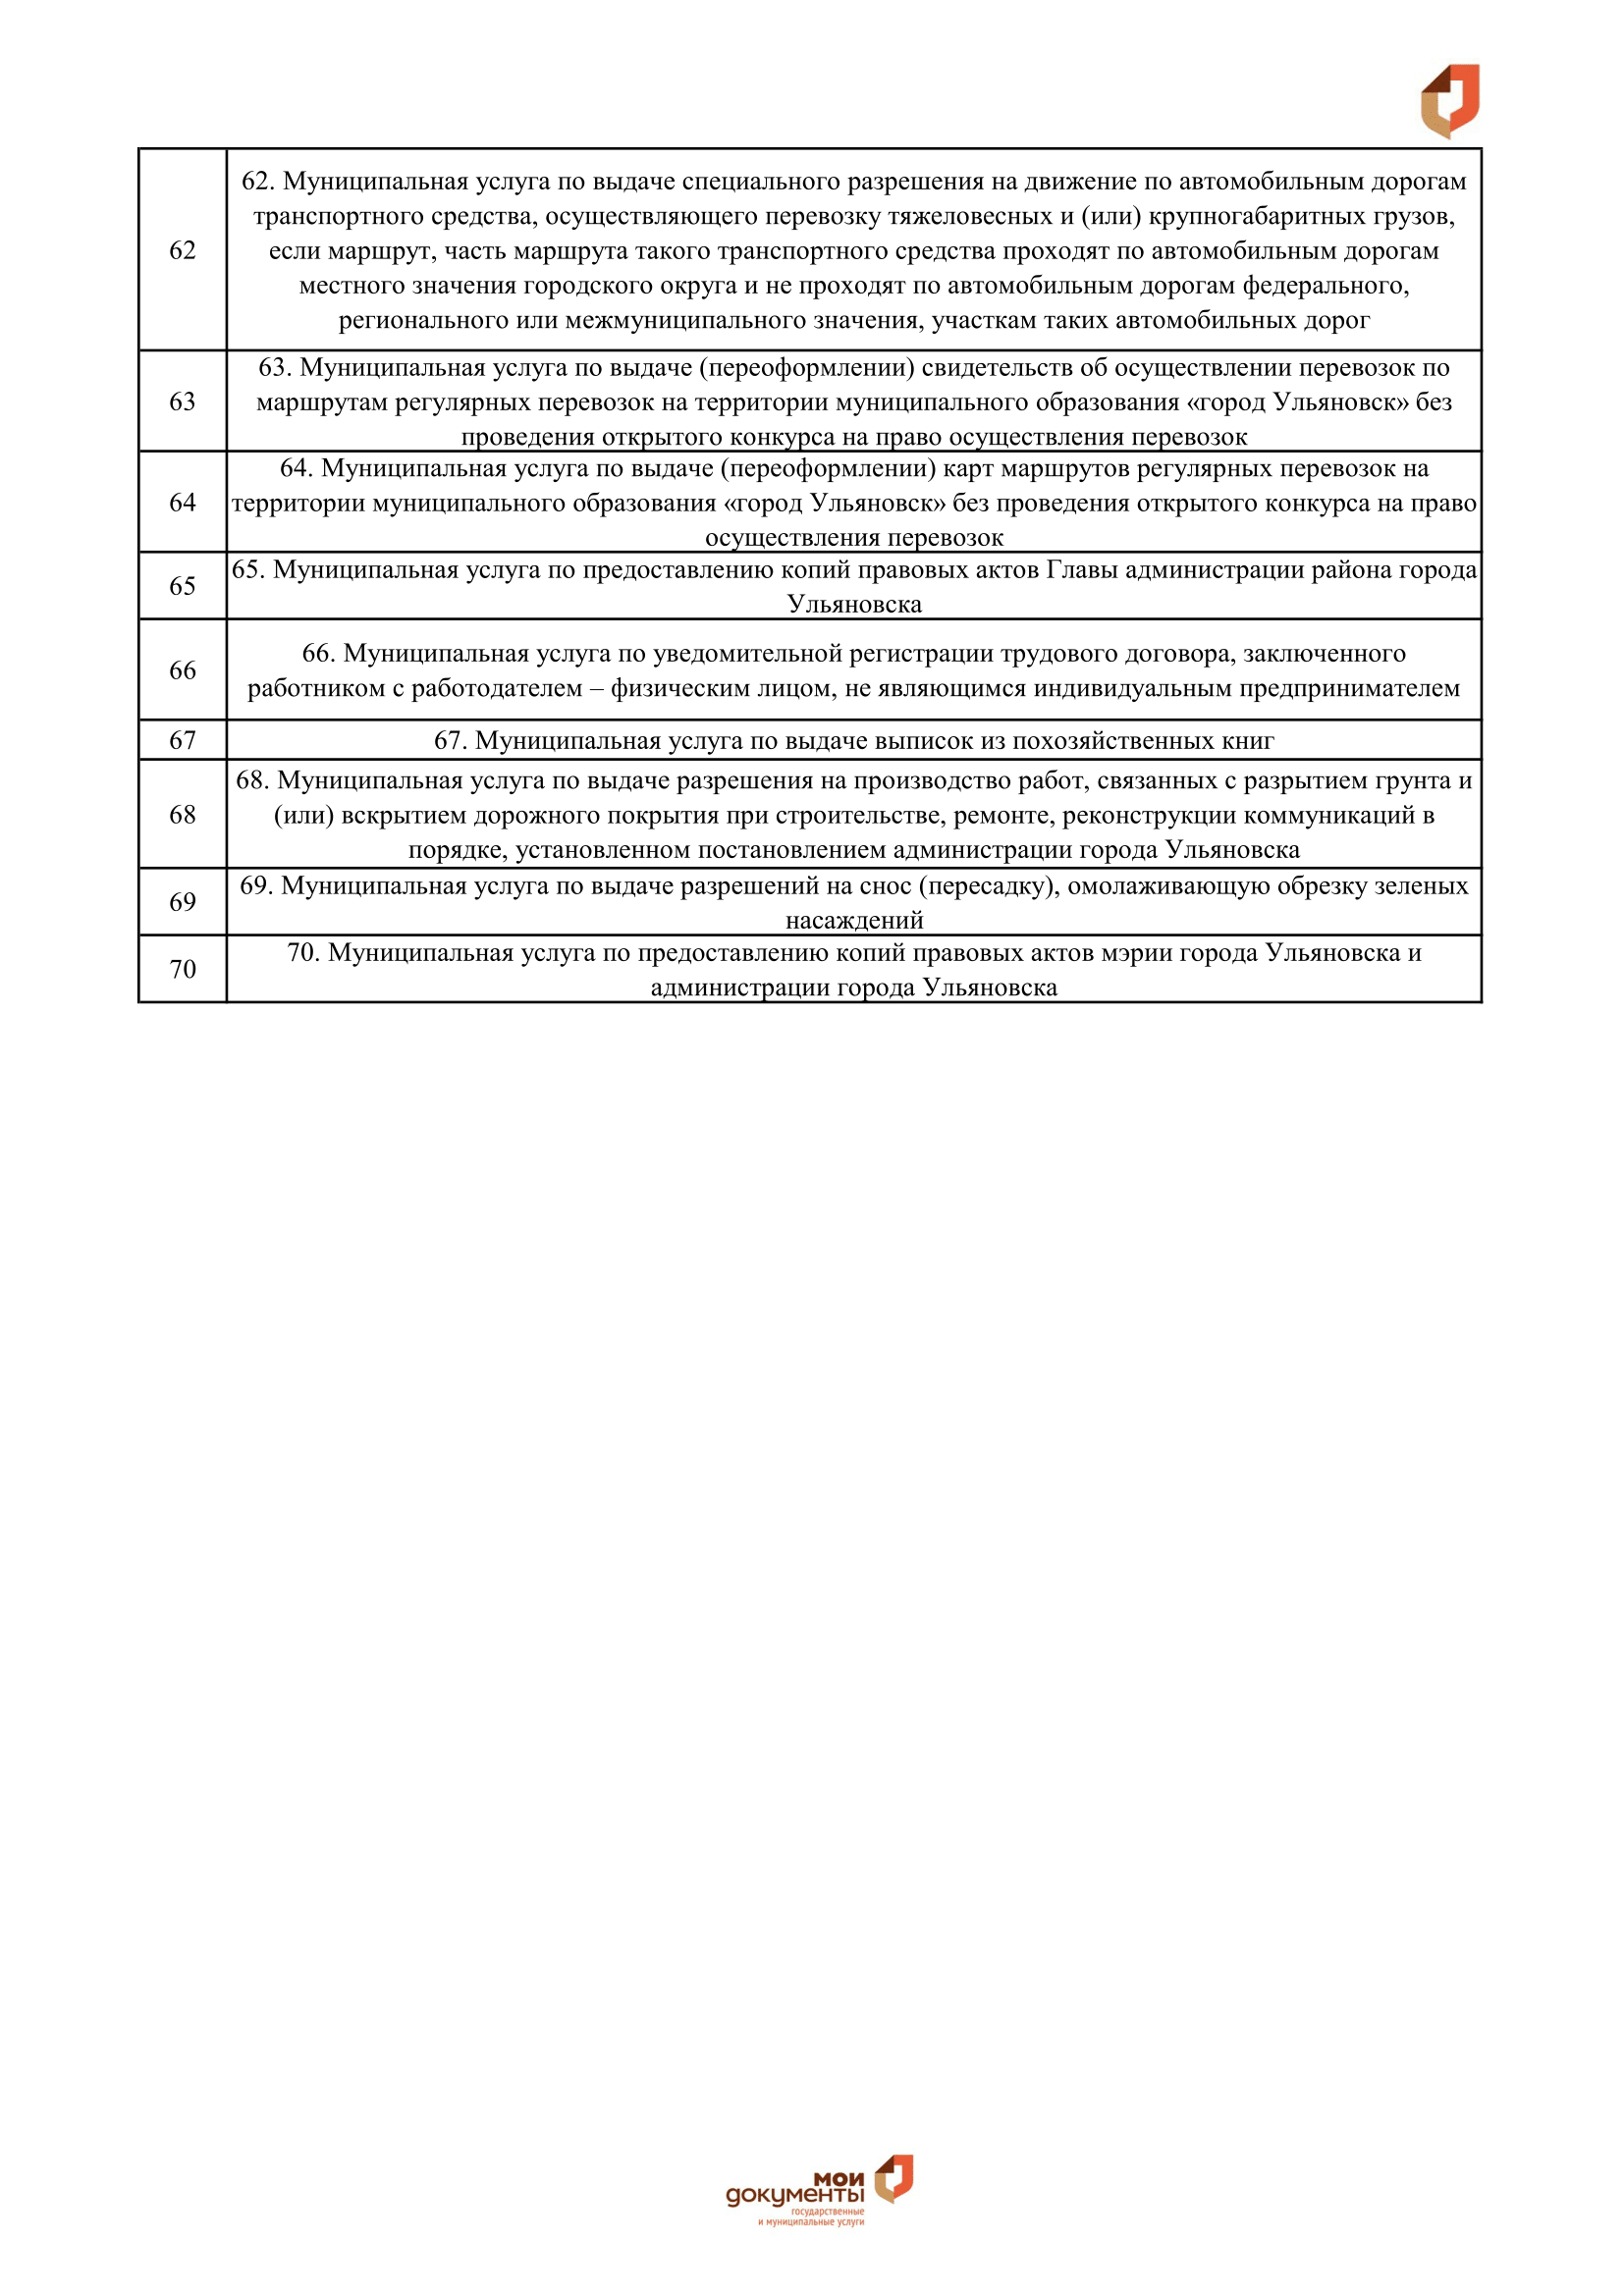 62
62. Муниципальная услуга по выдаче специального разрешения на движение по автомобильным дорогам
транспортного средства, осуществляющего перевозку тяжеловесных и (или) крупногабаритных грузов,
если маршрут, часть маршрута такого транспортного средства проходят по автомобильным дорогам
местного значения городского округа и не проходят по автомобильным дорогам федерального,
регионального или межмуниципального значения, участкам таких автомобильных дорог
63
63. Муниципальная услуга по выдаче (переоформлении) свидетельств об осуществлении перевозок по
маршрутам регулярных перевозок на территории муниципального образования «город Ульяновск» без
проведения открытого конкурса на право осуществления перевозок
64
64. Муниципальная услуга по выдаче (переоформлении) карт маршрутов регулярных перевозок на
территории муниципального образования «город Ульяновск» без проведения открытого конкурса на право
осуществления перевозок
65
65. Муниципальная услуга по предоставлению копий правовых актов Главы администрации района города
Ульяновска
66
66. Муниципальная услуга по уведомительной регистрации трудового договора, заключенного
работником с работодателем – физическим лицом, не являющимся индивидуальным предпринимателем
67
67. Муниципальная услуга по выдаче выписок из похозяйственных книг
68
68. Муниципальная услуга по выдаче разрешения на производство работ, связанных с разрытием грунта и
(или) вскрытием дорожного покрытия при строительстве, ремонте, реконструкции коммуникаций в
порядке, установленном постановлением администрации города Ульяновска
69
69. Муниципальная услуга по выдаче разрешений на снос (пересадку), омолаживающую обрезку зеленых
насаждений
70
70. Муниципальная услуга по предоставлению копий правовых актов мэрии города Ульяновска и
администрации города Ульяновска
мои
документы
государственные
и муниципальные услуги